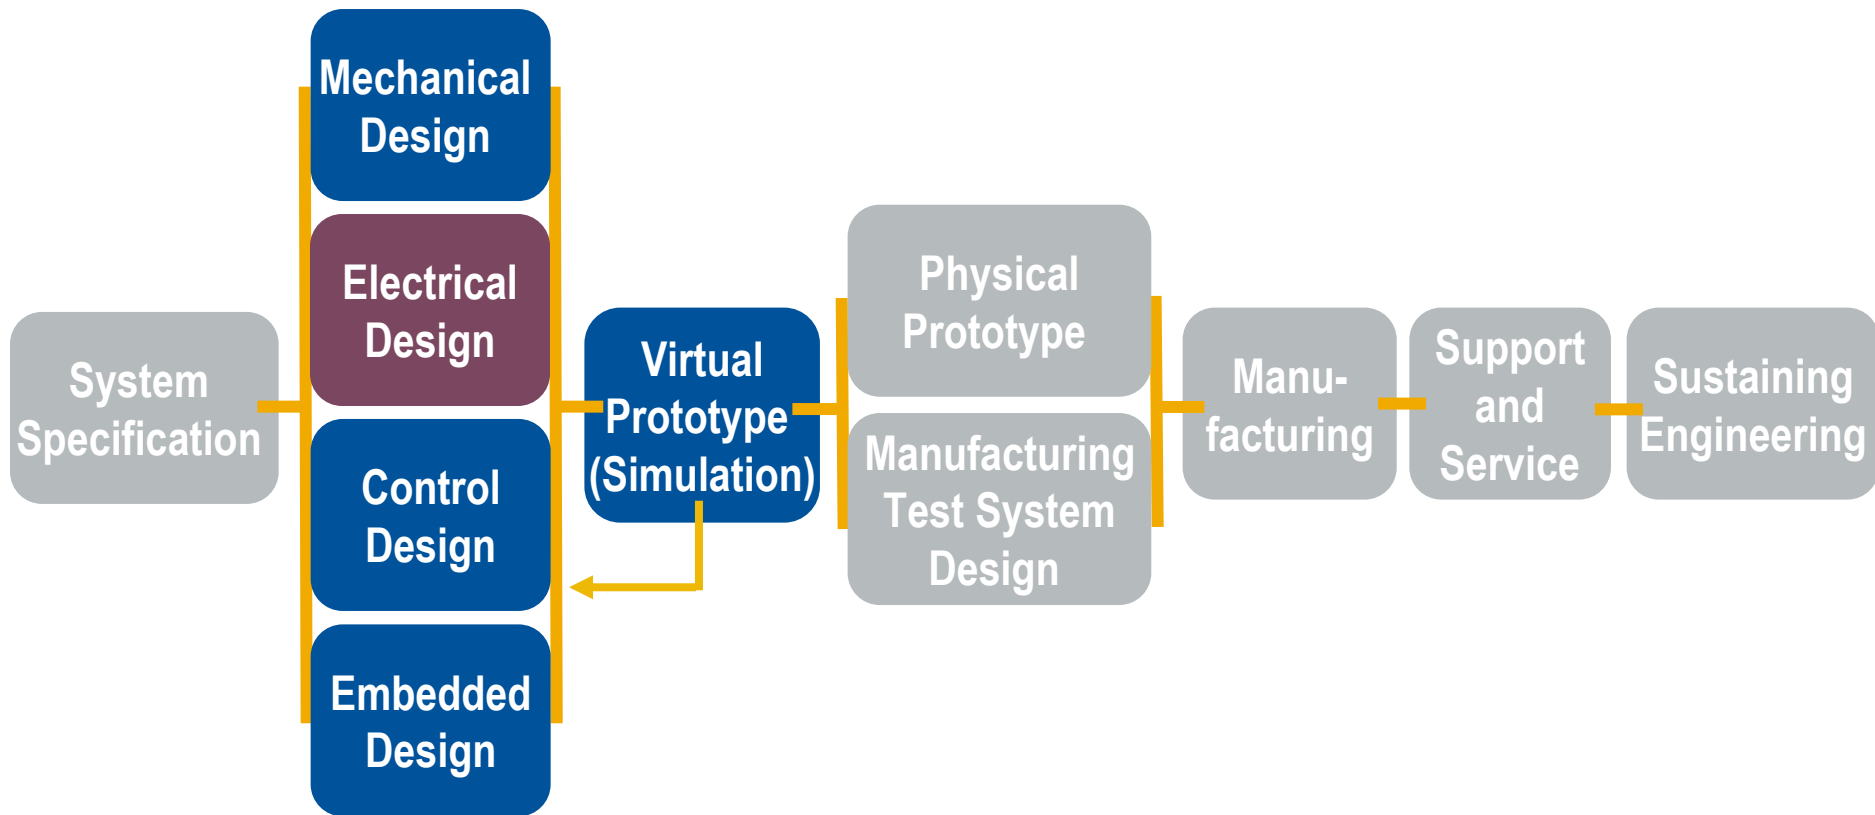 System
Specification
Mechanical
Design
Electrical
Design
Control
Design
Embedded
Design
Virtual
Prototype
(Simulation)
Physical
Prototype
Manufacturing
Test System
Design
Manu-
facturing
Support
and
Service
Sustaining
Engineering